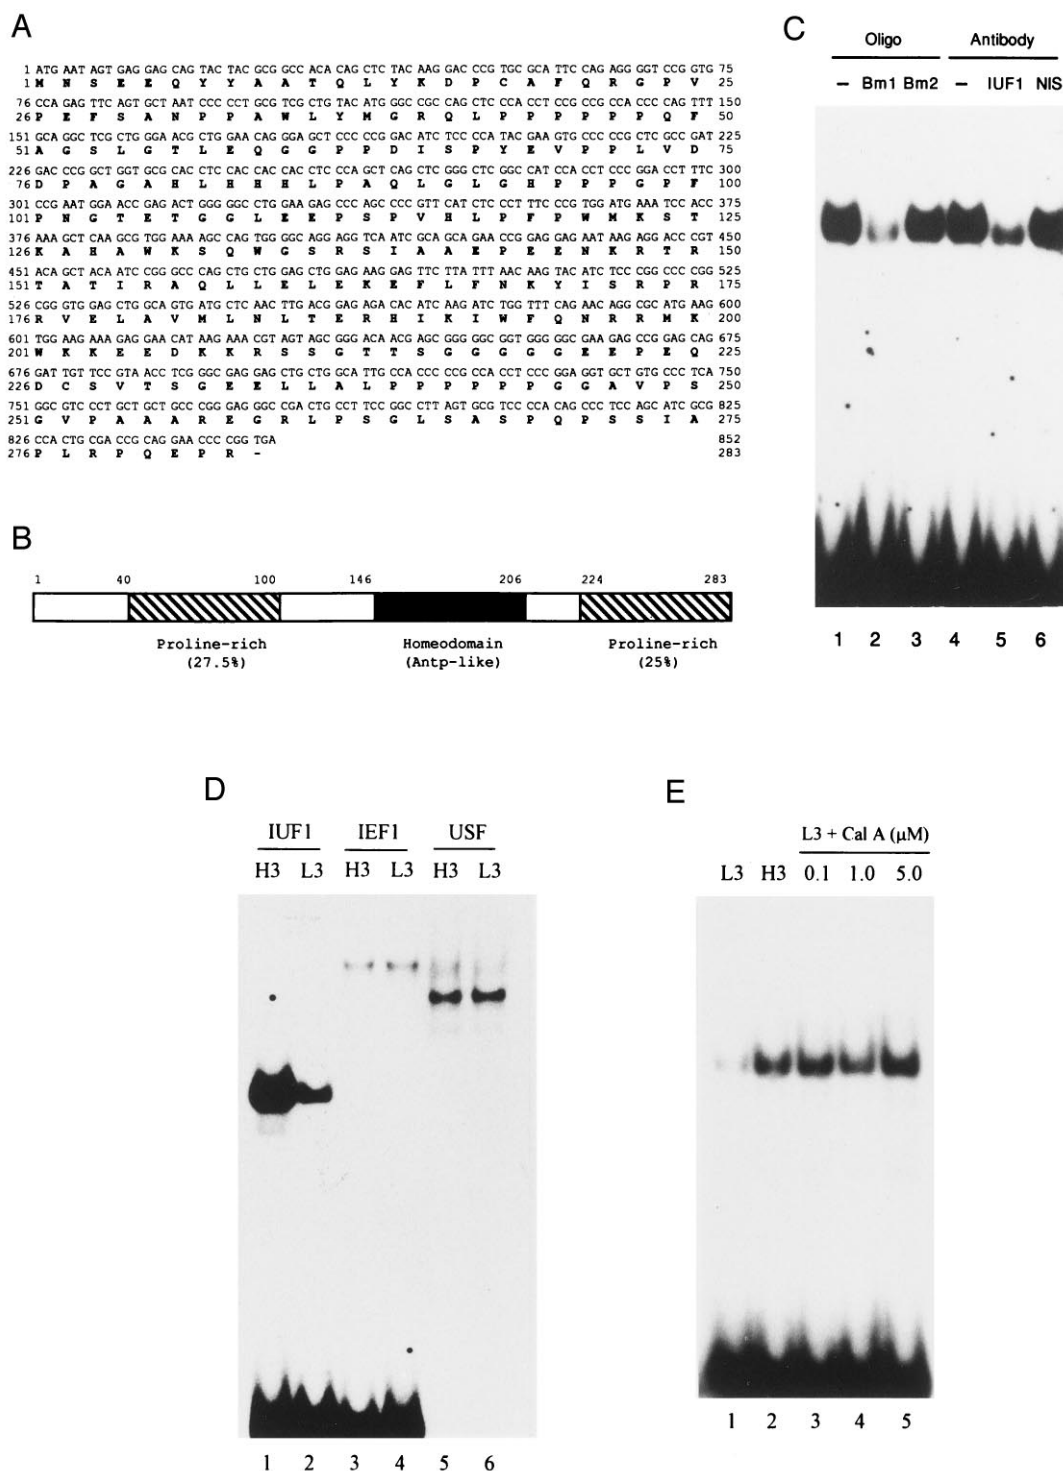 A
1 ATG AAT AGT GAG GAG CAG TAC TAC GCG GCC ACA CAG CTC TAC AAG GAC CCG TGC GCA TTC CAG AGG GGT CCG GTG 75
1 M N S E E Q Y Y A A T Q L Y K D P C A F Q R G P V 25
76 CCA GAG TTC AGT GCT AAT CCC CCT GCG TGC CTG TAC ATG GGC CGC CAG CTC CCA CCT CCG CCG CCA CCC CAG TTT 150
26 P E F S A N P P A W L Y M G R Q L P P P P P P Q F 50
151 GCA GGC TCG CTG GGA ACG CTG GAA CAG GGA GCT CCC CCG GAC ATC TCC CCA TAC GAA GTG CCC CCG CTC GCC GAT 225
51 A G S L G T L E Q G G P P D I S P Y E V P P L V D 75
226 GAC CCG GCT GGT GCG CAC CTC CAC CAC CAC CTC CCA GCT CAG CTC GGG CTC GGC CAT CCA CCT CCC GGA CCT TTC 300
76 D P A G A H L H H H L P A Q L G L G H P P P G P F 100
301 CCG AAT GGA ACC GAG ACT GGG GGC CTG GAA GAG CCC AGC CCC GTT CAT CTC CCT TTC CCG TGG ATG AAA TCC ACC 375
101 P N G T E T G G L E E P S P V H L P F P W M K S T 125
376 AAA GCT CAA GCG TGG AAA AGC CAG TGG GGC AGG AGG TCA ATC GCA GCA GAA CCG GAG GAG AAT AAG AGG ACC CGT 450
126 K A H A W K S Q W G S R S I A A E P E E N K R T R 150
451 ACA GCT ACA ATC CGG GCC CAG CTG CTG GAG CTG GAG AAG GAG TTC TTA TTT AAC AAG TAC ATC TCC CGG CCC CGG 525
151 T A T I R A Q L L E L E K E F L F N K Y I S R P R 175
526 CGG GTG GAG CTG GCA GTG ATG CTC AAC TTG ACG GAG AGA CAC ATC AAG ATC TGG TTT CAG AAC AGG CGC ATG AAG 600
176 R V E L A V M L N L T E R H I K I W F Q N R R M K 200
601 TGG AAG AAA GAG GAA CAT AAG AAA CGT AGT AGC GGG ACA ACG AGC GGG GGC GGT GGG GGC GAA GAG CCG GAG CAG 675
201 W K K E E D K K R S S G T T S G G G G G E E P E Q 225
676 GAT TGT TCC GTA ACC TCG GGC GAG GAG CTG CTG GCA TTG CCA CCC CCG CCA CCT CCC GGA GGT GCT GTG CCC TCA 750
226 D C S V T S G E E L L A L P P P P P P G G A V P S 250
751 GGC GTC CCT GCT GCT GCC CGG GAG GGC CGA CTG CCT TCC GGC CTT AGT GCG TCC CCA CAG CCC TCC AGC ATC GCG 825
251 G V P A A A R E G R L P S G L S A S P Q P S S I A 275
826 CCA CTG CGA CCG CAG GAA CCC CGG TGA 852
276 P L R P Q E P R – 283
B
1 40 100 146 206 224 283
Proline-rich Homeodomain Proline-rich
(27.5%) (Antp-like) (25%)
C
Oligo Antibody
– Bm1 Bm2 – IUF1 NIS
1 2 3 4 5 6
D
IUF1 IEF1 USF
H3 L3 H3 L3 H3 L3
1 2 3 4 5 6
E
L3 + Cal A (μM)
L3 H3 0.1 1.0 5.0
1 2 3 4 5